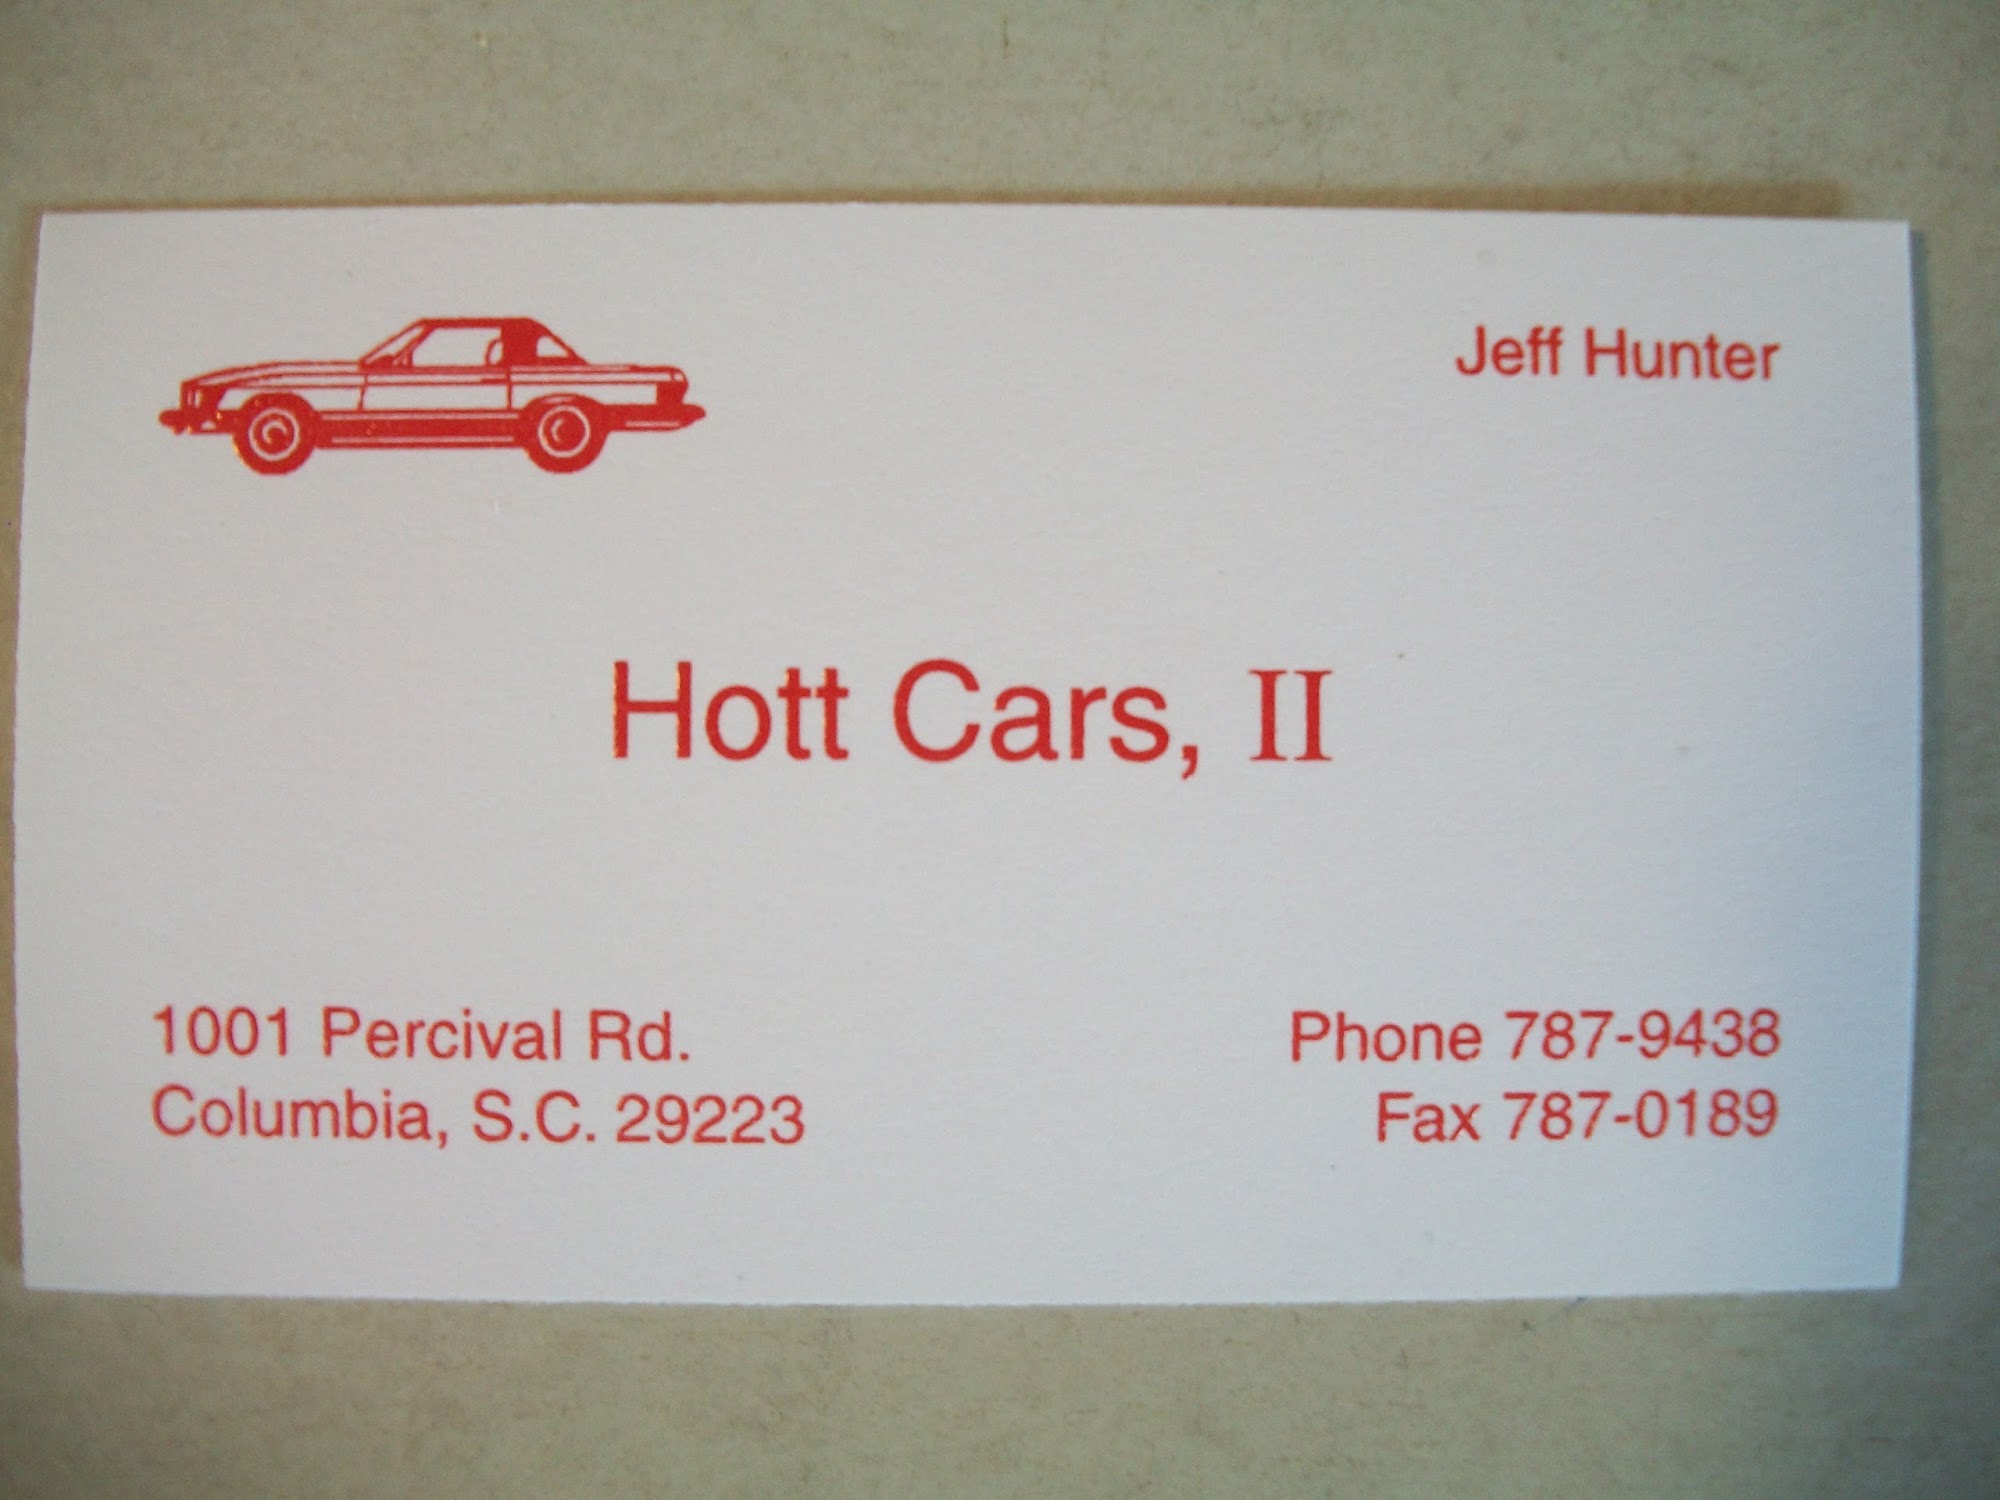 Jeff Hunter
Hott Cars, II
1001 Percival Rd.
Columbia, S.C. 29223
Phone 787-9438
Fax 787-0189